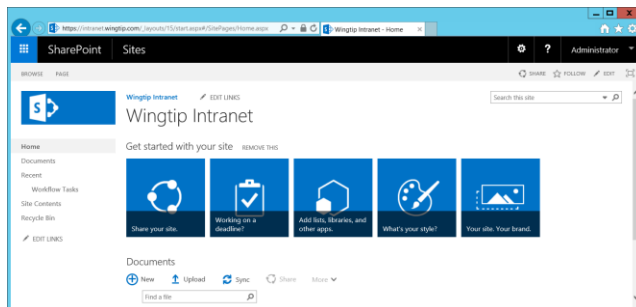 https://intranet.wingtip.com/_layouts/15/start.aspx#/SitePages/Home.aspx
Wingtip Intranet - Home
SharePoint Sites ? Administrator
BROWSE PAGE SHARE FOLLOW EDIT
S
Wingtip Intranet EDIT LINKS Search this site
Wingtip Intranet
Home
Documents
Recent
Workflow Tasks
Site Contents
Recycle Bin
EDIT LINKS
Get started with your site REMOVE THIS
Share your site.
Working on a
deadline?
Add lists, libraries, and
other apps.
What's your style?
Your site. Your brand.
Documents
New Upload Sync Share More
Find a file